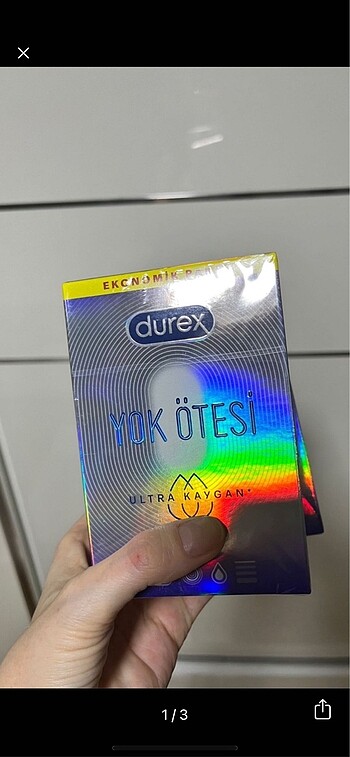 EKONOMİK
durex
YOK ÖTESİ
ULTRA KAYGAN*
1/3